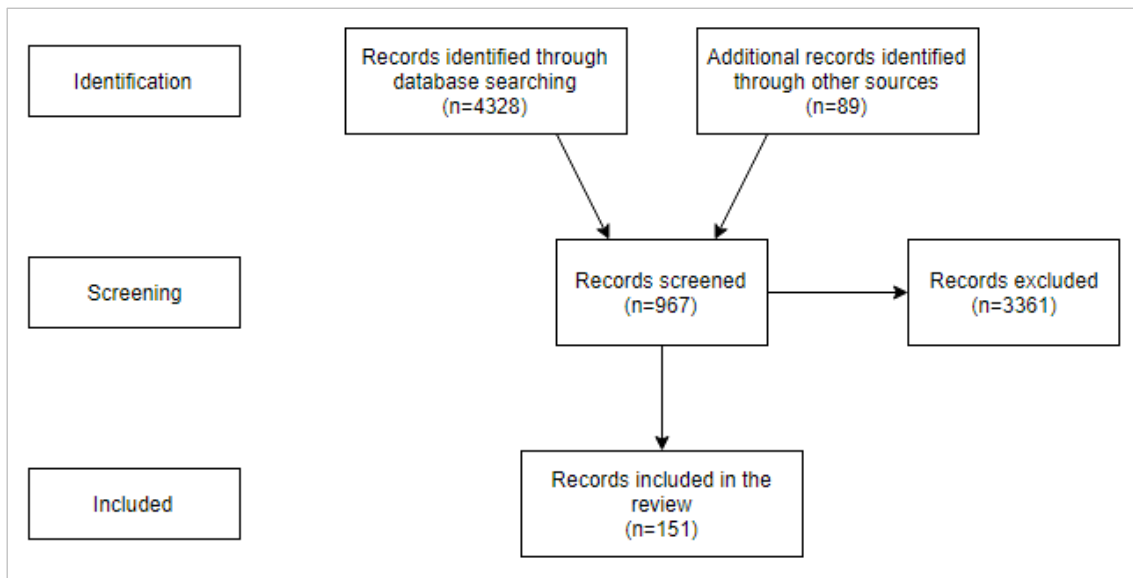 Identification
Records identified through
database searching
(n=4328)
Additional records identified
through other sources
(n=89)
Screening
Records screened
(n=967)
Records excluded
(n=3361)
Included
Records included in the
review
(n=151)